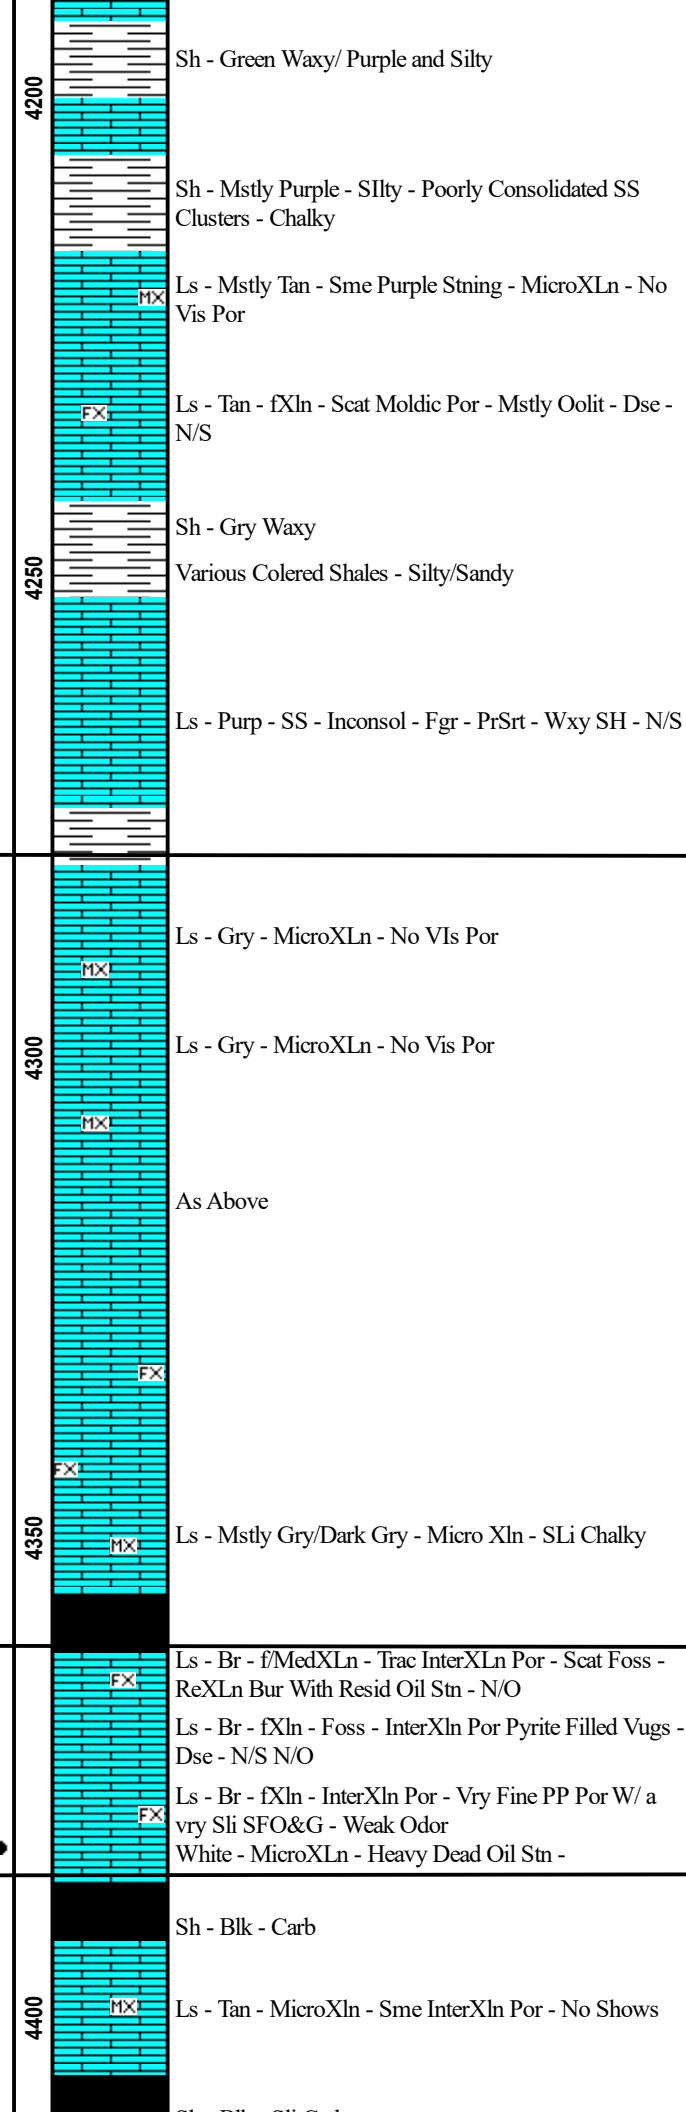 Sh - Green Waxy/ Purple and Silty
4200
Sh - Mstly Purple - SIlty - Poorly Consolidated SS
Clusters - Chalky
Ls - Mstly Tan - Sme Purple Stning - MicroXLn - No
Vis Por
MX
Ls - Tan - fXln - Scat Moldic Por - Mstly Oolit - Dse -
N/S
FX
Sh - Gry Waxy
4250
Various Colered Shales - Silty/Sandy
Ls - Purp - SS - Inconsol - Fgr - PrSrt - Wxy SH - N/S
Ls - Gry - MicroXLn - No VIs Por
MX
4300
Ls - Gry - MicroXLn - No Vis Por
MX
As Above
FX
FX
4350
Ls - Mstly Gry/Dark Gry - Micro Xln - SLi Chalky
MX
Ls - Br - f/MedXLn - Trac InterXLn Por - Scat Foss -
ReXLn Bur With Resid Oil Stn - N/O
FX
Ls - Br - fXln - Foss - InterXln Por Pyrite Filled Vugs -
Dse - N/S N/O
Ls - Br - fXln - InterXln Por - Vry Fine PP Por W/ a
vry Sli SFO&G - Weak Odor
FX
White - MicroXLn - Heavy Dead Oil Stn -
Sh - Blk - Carb
4400
MX
Ls - Tan - MicroXln - Sme InterXln Por - No Shows